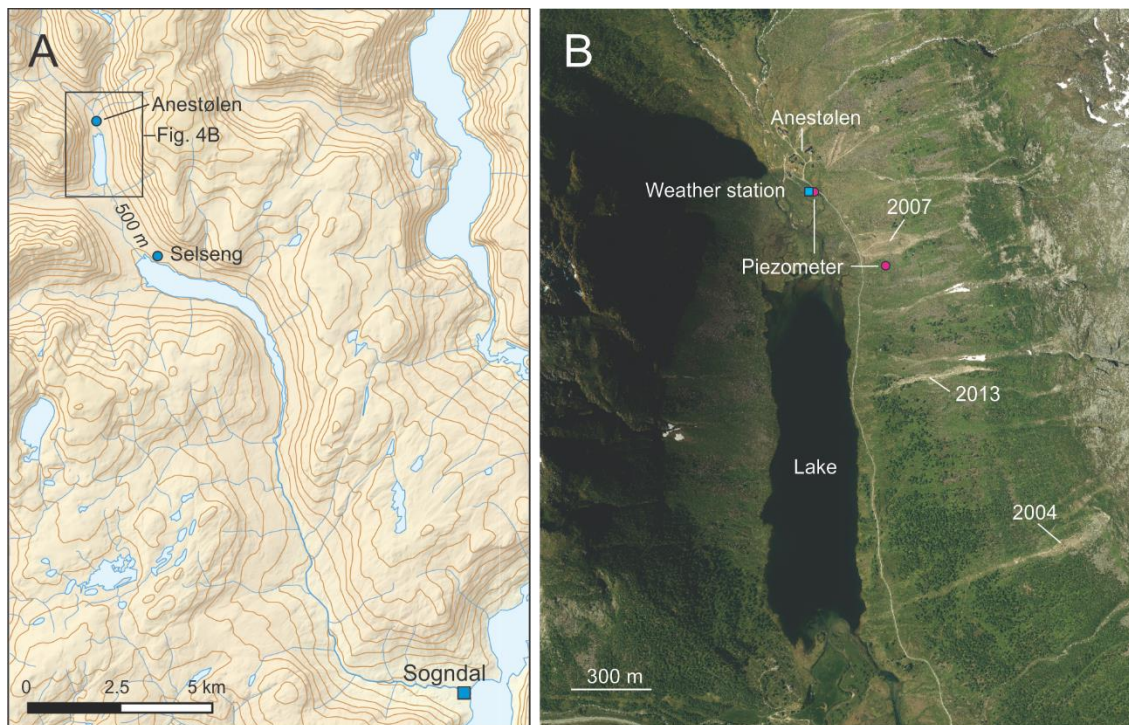 A
Anestølen
Fig. 4B
500 m
Selseng
Sogndal
0 2.5 5 km
B
Anestølen
Weather station
2007
Piezometer
2013
Lake
2004
300 m